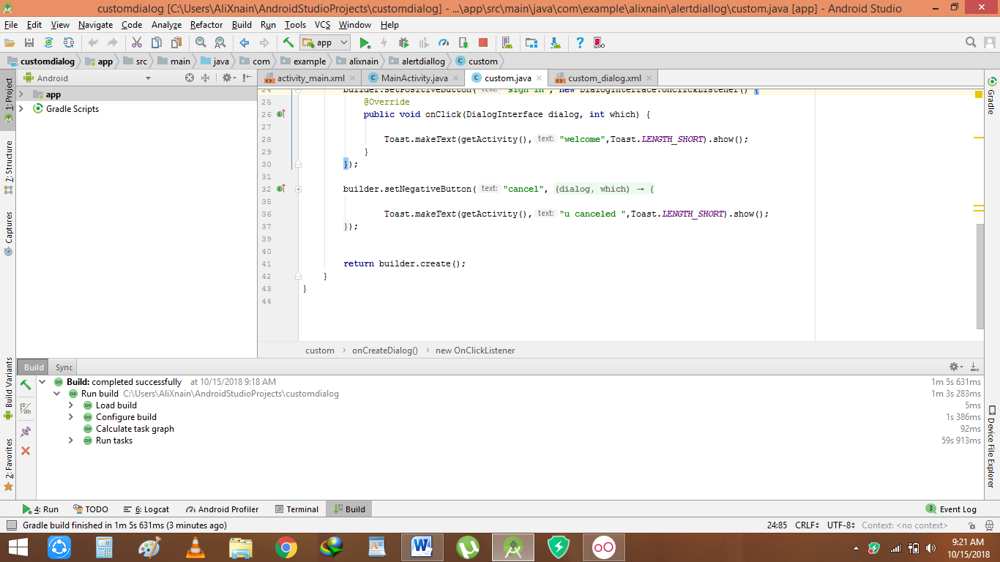 customdialog [C:\Users\AliXnain\AndroidStudioProjects\customdialog] - ...\app\src\main\java\com\example\alixnain\alertdiallog\custom.java [app] - Android Studio
File Edit View Navigate Code Analyze Refactor Build Run Tools VCS Window Help
app
customdialog app src main java com example alixnain alertdiallog custom
Android
activity_main.xml MainActivity.java custom.java custom_dialog.xml
1: Project
7: Structure
Captures
Build Variants
2: Favorites
app
Gradle Scripts
24 builder.setPositiveButton( text: "sign in", new DialogInterface.OnClickListener() {
25 @Override
26 public void onClick(DialogInterface dialog, int which) {
27
28 Toast.makeText(getActivity(), text: "welcome",Toast.LENGTH_SHORT).show();
29 }
30 });
31
32 builder.setNegativeButton( text: "cancel", (dialog, which) → {
35
36 Toast.makeText(getActivity(), text: "u canceled ",Toast.LENGTH_SHORT).show();
37 });
39
40
41 return builder.create();
42 }
43 }
44
custom › onCreateDialog() › new OnClickListener
Gradle
Device File Explorer
Build Sync
Build: completed successfully at 10/15/2018 9:18 AM 1m 5s 631ms
Run build C:\Users\AliXnain\AndroidStudioProjects\customdialog 1m 3s 283ms
Load build 5ms
Configure build 1s 386ms
Calculate task graph 92ms
Run tasks 59s 913ms
4: Run TODO 6: Logcat Android Profiler Terminal Build 3 Event Log
Gradle build finished in 1m 5s 631ms (3 minutes ago) 24:85 CRLF UTF-8 Context: <no context>
9:21 AM
10/15/2018